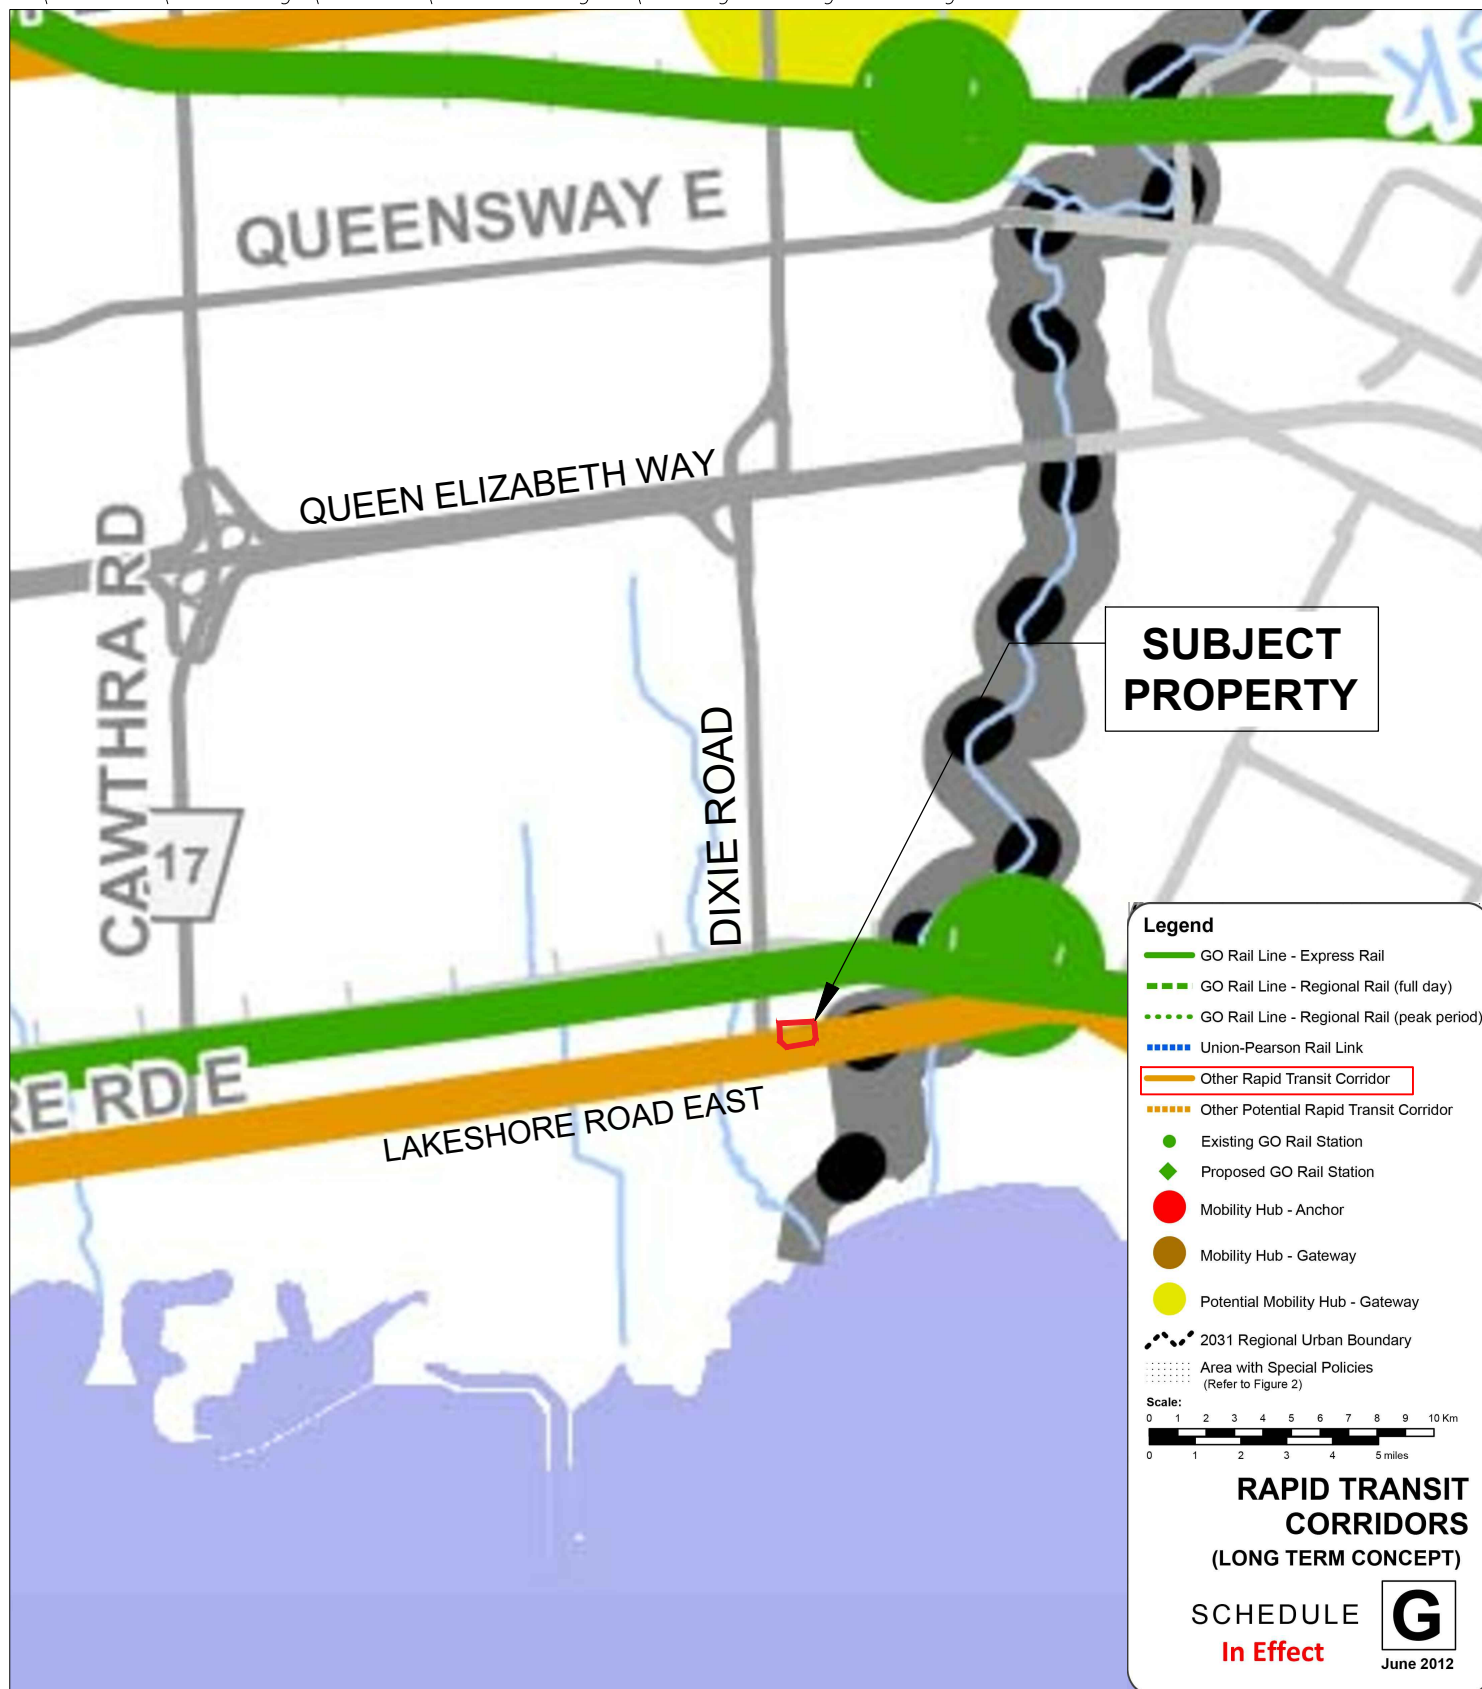 QUEENSWAY E
QUEEN ELIZABETH WAY
CAWTHRA RD
17
DIXIE ROAD
SUBJECT
PROPERTY
RE RD E
LAKESHORE ROAD EAST
Legend
GO Rail Line - Express Rail
GO Rail Line - Regional Rail (full day)
GO Rail Line - Regional Rail (peak period)
Union-Pearson Rail Link
Other Rapid Transit Corridor
Other Potential Rapid Transit Corridor
Existing GO Rail Station
Proposed GO Rail Station
Mobility Hub - Anchor
Mobility Hub - Gateway
Potential Mobility Hub - Gateway
2031 Regional Urban Boundary
Area with Special Policies
(Refer to Figure 2)
Scale:
0 1 2 3 4 5 6 7 8 9 10 Km
0 1 2 3 4 5 miles
RAPID TRANSIT
CORRIDORS
(LONG TERM CONCEPT)
SCHEDULE G
In Effect
June 2012